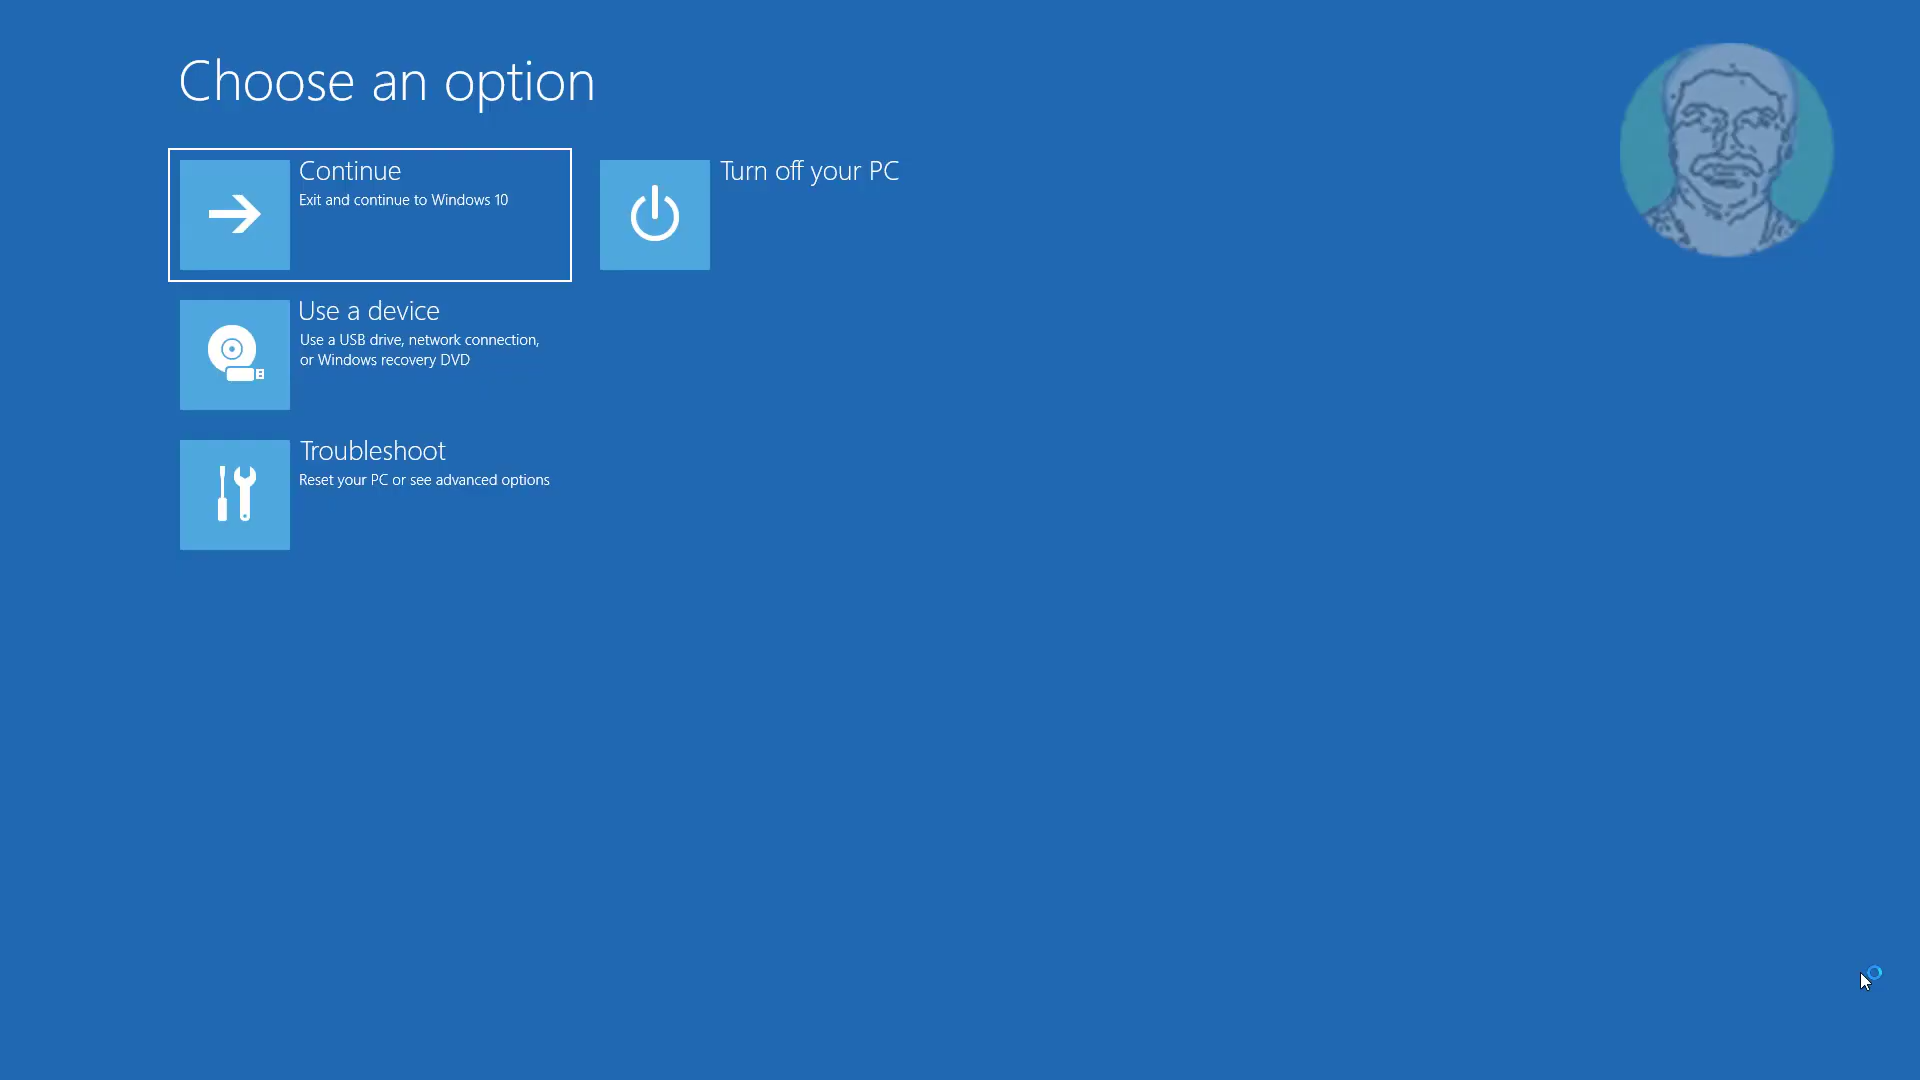 Choose an option
Continue
Exit and continue to Windows 10
Turn off your PC
Use a device
Use a USB drive, network connection,
or Windows recovery DVD
Troubleshoot
Reset your PC or see advanced options